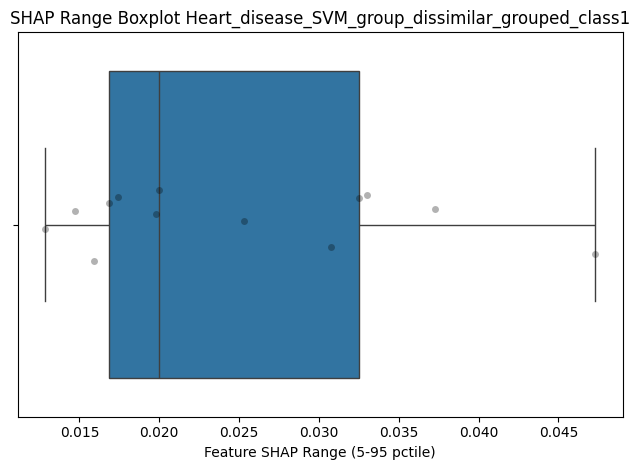 SHAP Range Boxplot Heart_disease_SVM_group_dissimilar_grouped_class1
0.015 0.020 0.025 0.030 0.035 0.040 0.045
Feature SHAP Range (5-95 pctile)